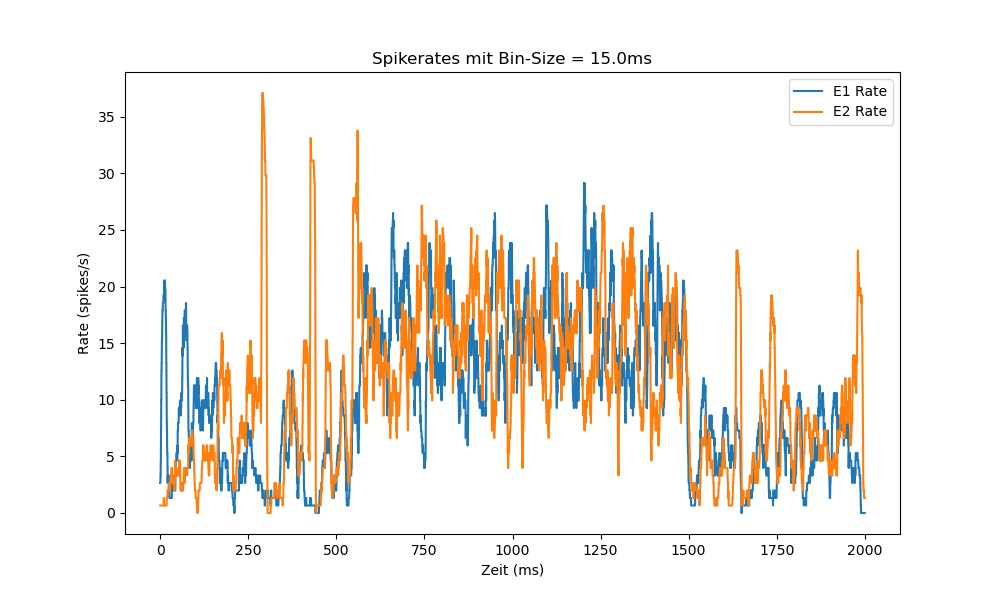 Spikerates mit Bin-Size = 15.0ms
E1 Rate
E2 Rate
Rate (spikes/s)
35
30
25
20
15
10
5
0
0 250 500 750 1000 1250 1500 1750 2000
Zeit (ms)